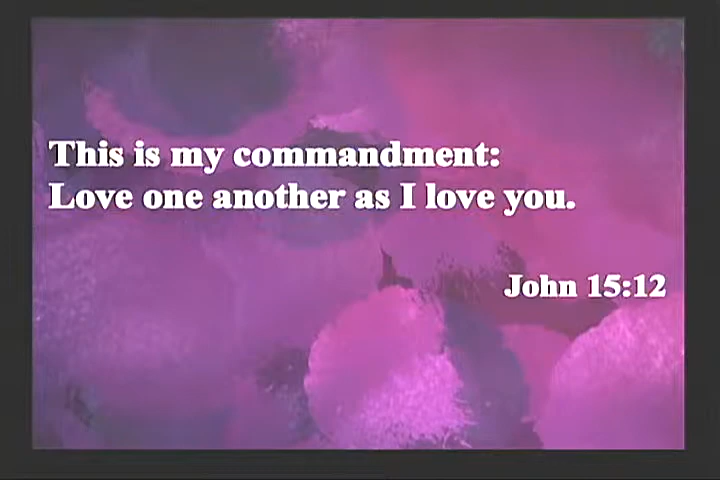 This is my commandment:
Love one another as I love you.
John 15:12